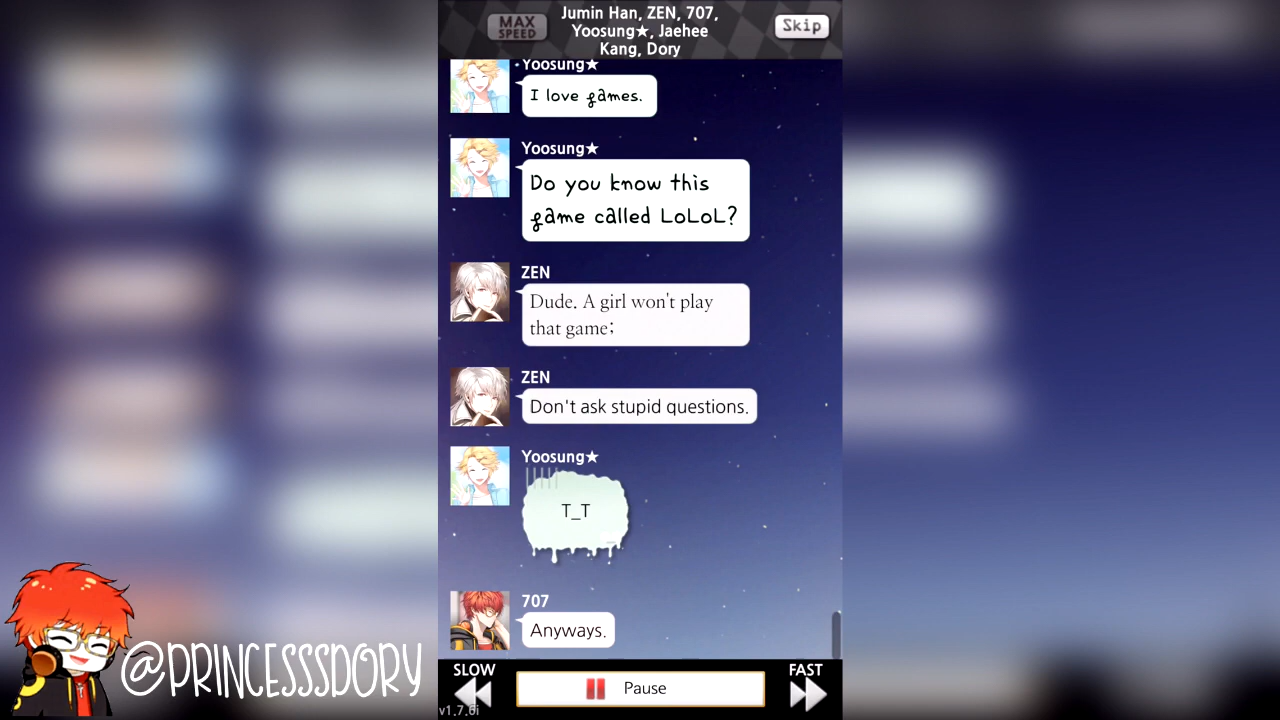 MAX
SPEED
Jumin Han, ZEN, 707,
Yoosung★, Jaehee
Kang, Dory
Skip
Yoosung★
I love games.
Yoosung★
Do you know this
game called LoLoL?
ZEN
Dude. A girl won't play
that game;
ZEN
Don't ask stupid questions.
Yoosung★
T_T
707
Anyways.
@PRINCESSSDORY
SLOW
Pause
FAST
v1.7.6i